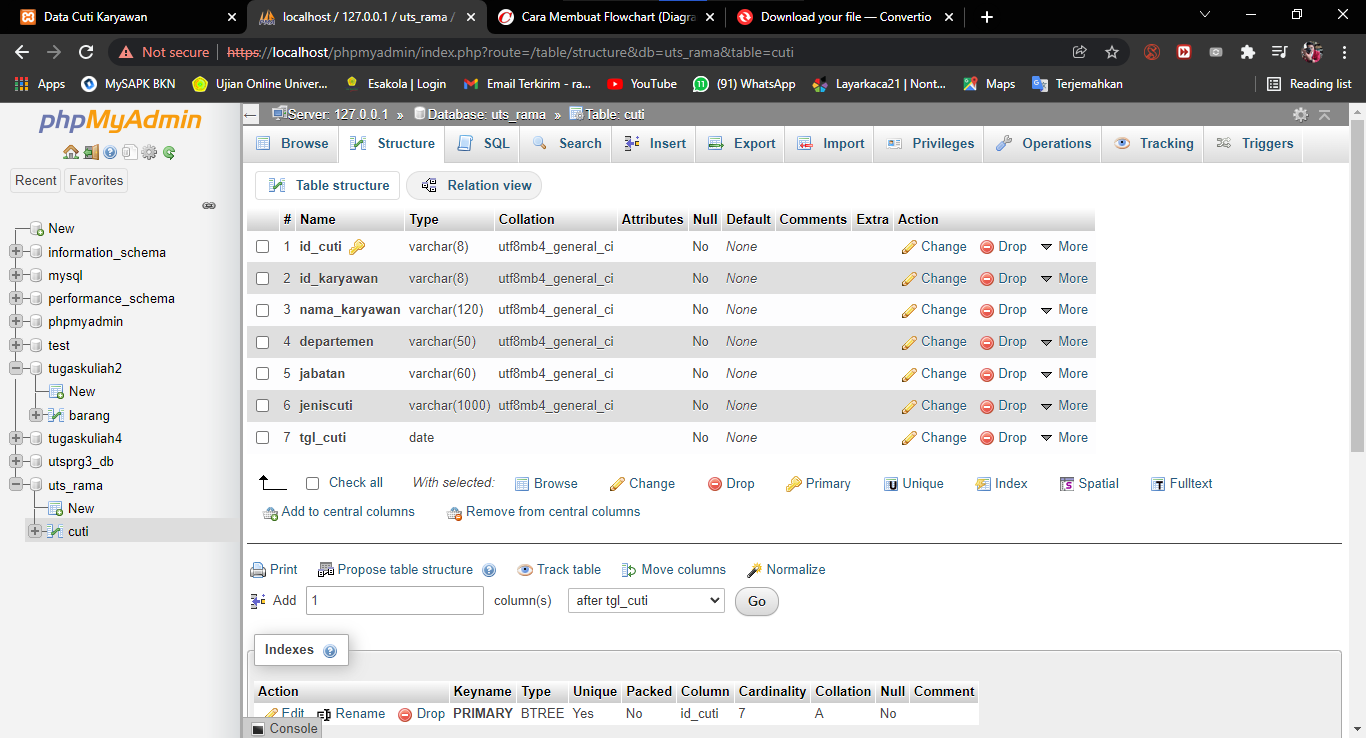 Data Cuti Karyawan
localhost / 127.0.0.1 / uts_rama /
Cara Membuat Flowchart (Diagra
Download your file — Convertio
Not secure https://localhost/phpmyadmin/index.php?route=/table/structure&db=uts_rama&table=cuti
Apps MySAPK BKN Ujian Online Univer... Esakola | Login Email Terkirim - ra... YouTube (91) WhatsApp Layarkaca21 | Nont... Maps Terjemahkan Reading list
phpMyAdmin
Recent Favorites
New
information_schema
mysql
performance_schema
phpmyadmin
test
tugaskuliah2
New
barang
tugaskuliah4
utsprg3_db
uts_rama
New
cuti
Server: 127.0.0.1 » Database: uts_rama » Table: cuti
Browse Structure SQL Search Insert Export Import Privileges Operations Tracking Triggers
Table structure Relation view
# Name Type Collation Attributes Null Default Comments Extra Action
1 id_cuti varchar(8) utf8mb4_general_ci No None Change Drop More
2 id_karyawan varchar(8) utf8mb4_general_ci No None Change Drop More
3 nama_karyawan varchar(120) utf8mb4_general_ci No None Change Drop More
4 departemen varchar(50) utf8mb4_general_ci No None Change Drop More
5 jabatan varchar(60) utf8mb4_general_ci No None Change Drop More
6 jeniscuti varchar(1000) utf8mb4_general_ci No None Change Drop More
7 tgl_cuti date No None Change Drop More
Check all With selected: Browse Change Drop Primary Unique Index Spatial Fulltext
Add to central columns Remove from central columns
Print Propose table structure Track table Move columns Normalize
Add 1 column(s) after tgl_cuti Go
Indexes
Action Keyname Type Unique Packed Column Cardinality Collation Null Comment
Edit Rename Drop PRIMARY BTREE Yes No id_cuti 7 A No
Console